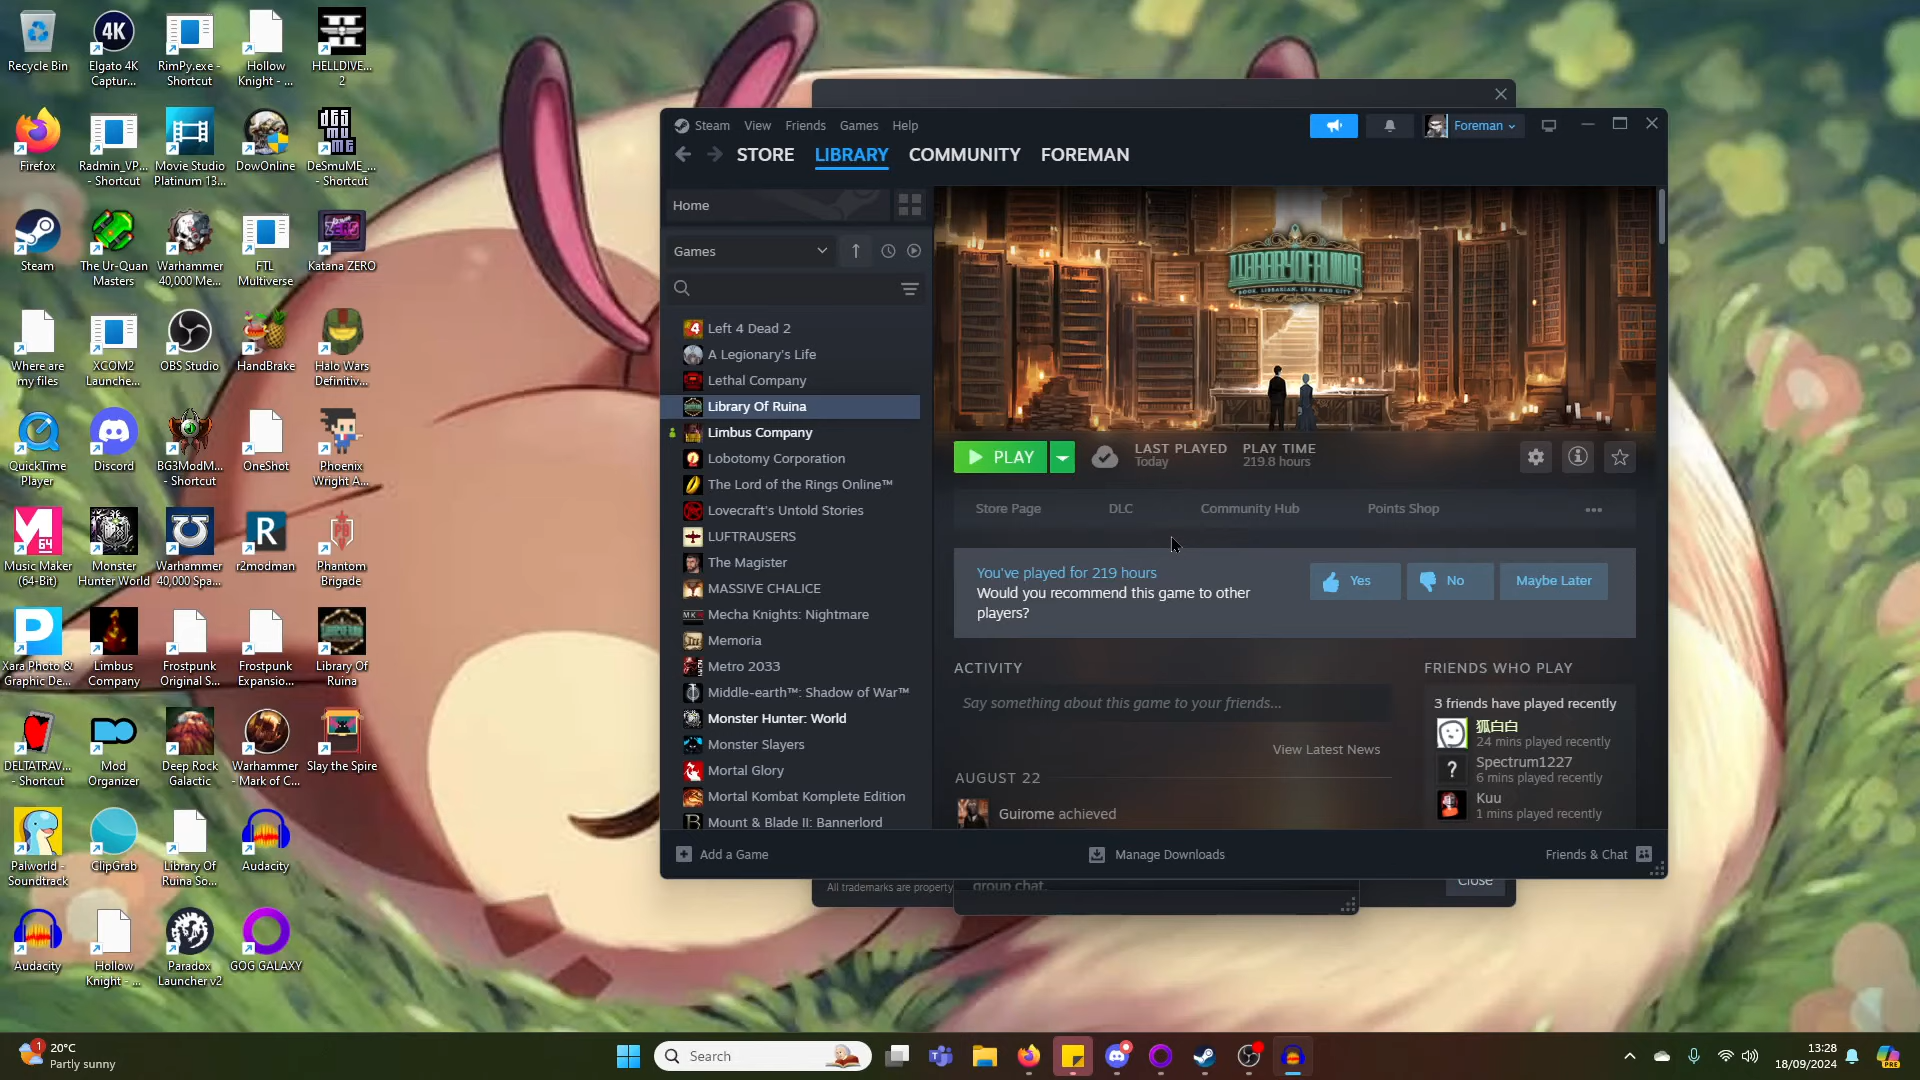 Recycle Bin
Elgato 4K
Captur...
RimPy.exe -
Shortcut
Hollow
Knight - ...
HELLDIVE...
2
Firefox
Radmin_VP...
- Shortcut
Movie Studio
Platinum 13...
DowOnline
DeSmuME_...
- Shortcut
Steam
The Ur-Quan
Masters
Warhammer
40,000 Me...
FTL
Multiverse
Katana ZERO
Where are
my files
XCOM2
Launche...
OBS Studio
HandBrake
Halo Wars
Definitiv...
QuickTime
Player
Discord
BG3ModM...
- Shortcut
OneShot
Phoenix
Wright A...
Music Maker
(64-Bit)
Monster
Hunter World
Warhammer
40,000 Spa...
r2modman
Phantom
Brigade
Xara Photo &
Graphic De...
Limbus
Company
Frostpunk
Original S...
Frostpunk
Expansio...
Library Of
Ruina
DELTATRAV...
- Shortcut
Mod
Organizer
Deep Rock
Galactic
Warhammer
- Mark of C...
Slay the Spire
Palworld -
Soundtrack
ClipGrab
Library Of
Ruina So...
Audacity
Audacity
Hollow
Knight - ...
Paradox
Launcher v2
GOG GALAXY
Steam View Friends Games Help
Foreman
STORE LIBRARY COMMUNITY FOREMAN
Home
Games
Left 4 Dead 2
A Legionary's Life
Lethal Company
Library Of Ruina
Limbus Company
Lobotomy Corporation
The Lord of the Rings Online™
Lovecraft's Untold Stories
LUFTRAUSERS
The Magister
MASSIVE CHALICE
Mecha Knights: Nightmare
Memoria
Metro 2033
Middle-earth™: Shadow of War™
Monster Hunter: World
Monster Slayers
Mortal Glory
Mortal Kombat Komplete Edition
Mount & Blade II: Bannerlord
LIBRARY OF RUINA
BOOK, LIBRARIAN, STAR AND CITY
PLAY
LAST PLAYED
Today
PLAY TIME
219.8 hours
Store Page DLC Community Hub Points Shop
You've played for 219 hours
Would you recommend this game to other
players?
Yes No Maybe Later
ACTIVITY
Say something about this game to your friends...
View Latest News
AUGUST 22
Guirome achieved
FRIENDS WHO PLAY
3 friends have played recently
狐白白
24 mins played recently
Spectrum1227
6 mins played recently
Kuu
1 mins played recently
Add a Game
Manage Downloads
Friends & Chat
All trademarks are property
group chat.
Close
20°C
Partly sunny
Search
13:28
18/09/2024